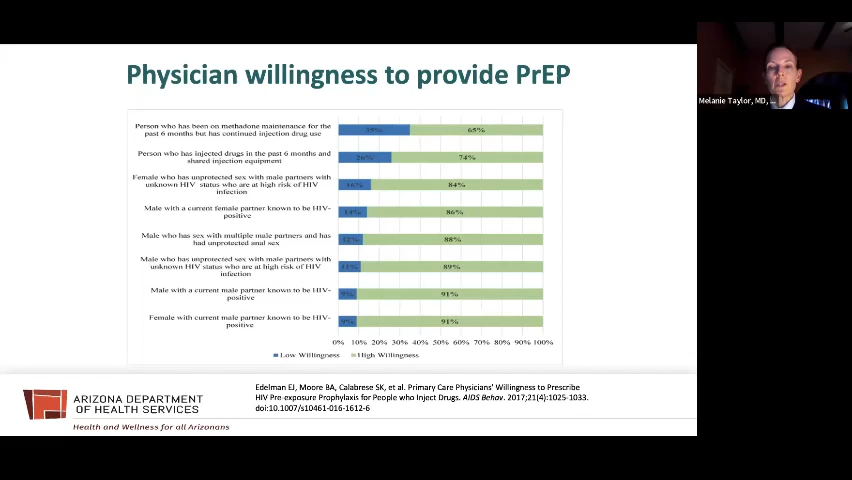 Physician willingness to provide PrEP
Melanie Taylor, MD, ...
Person who has been on methadone maintenance for the
past 6 months but has continued injection drug use
35%
65%
Person who has injected drugs in the past 6 months and
shared injection equipment
26%
74%
Female who has unprotected sex with male partners with
unknown HIV status who are at high risk of HIV
infection
16%
84%
Male with a current female partner known to be HIV-
positive
14%
86%
Male who has sex with multiple male partners and has
had unprotected anal sex
12%
88%
Male who has unprotected sex with male partners with
unknown HIV status who are at high risk of HIV
infection
11%
89%
Male with a current male partner known to be HIV-
positive
9%
91%
Female with current male partner known to be HIV-
positive
9%
91%
0% 10% 20% 30% 40% 50% 60% 70% 80% 90% 100%
Low Willingness High Willingness
ARIZONA DEPARTMENT
OF HEALTH SERVICES
Health and Wellness for all Arizonans
Edelman EJ, Moore BA, Calabrese SK, et al. Primary Care Physicians' Willingness to Prescribe
HIV Pre-exposure Prophylaxis for People who Inject Drugs. AIDS Behav. 2017;21(4):1025-1033.
doi:10.1007/s10461-016-1612-6